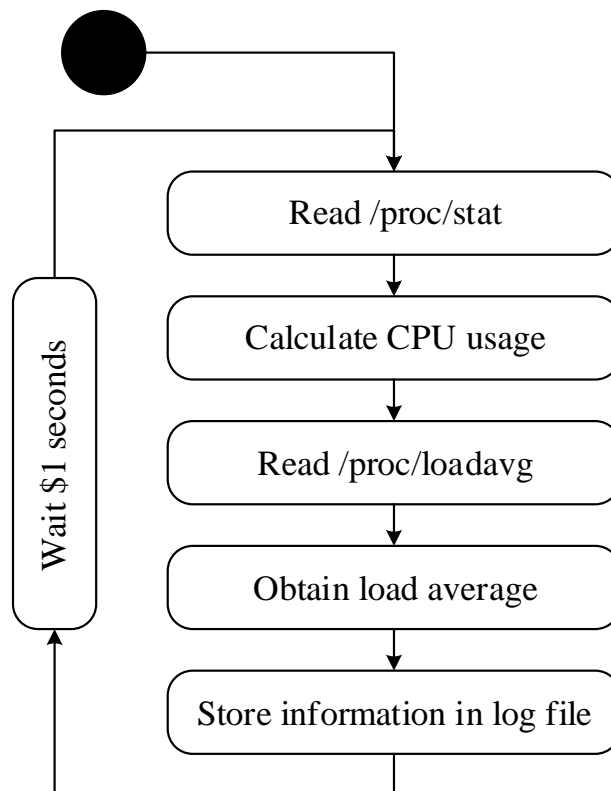 Read /proc/stat
Calculate CPU usage
Read /proc/loadavg
Obtain load average
Store information in log file
Wait $1 seconds